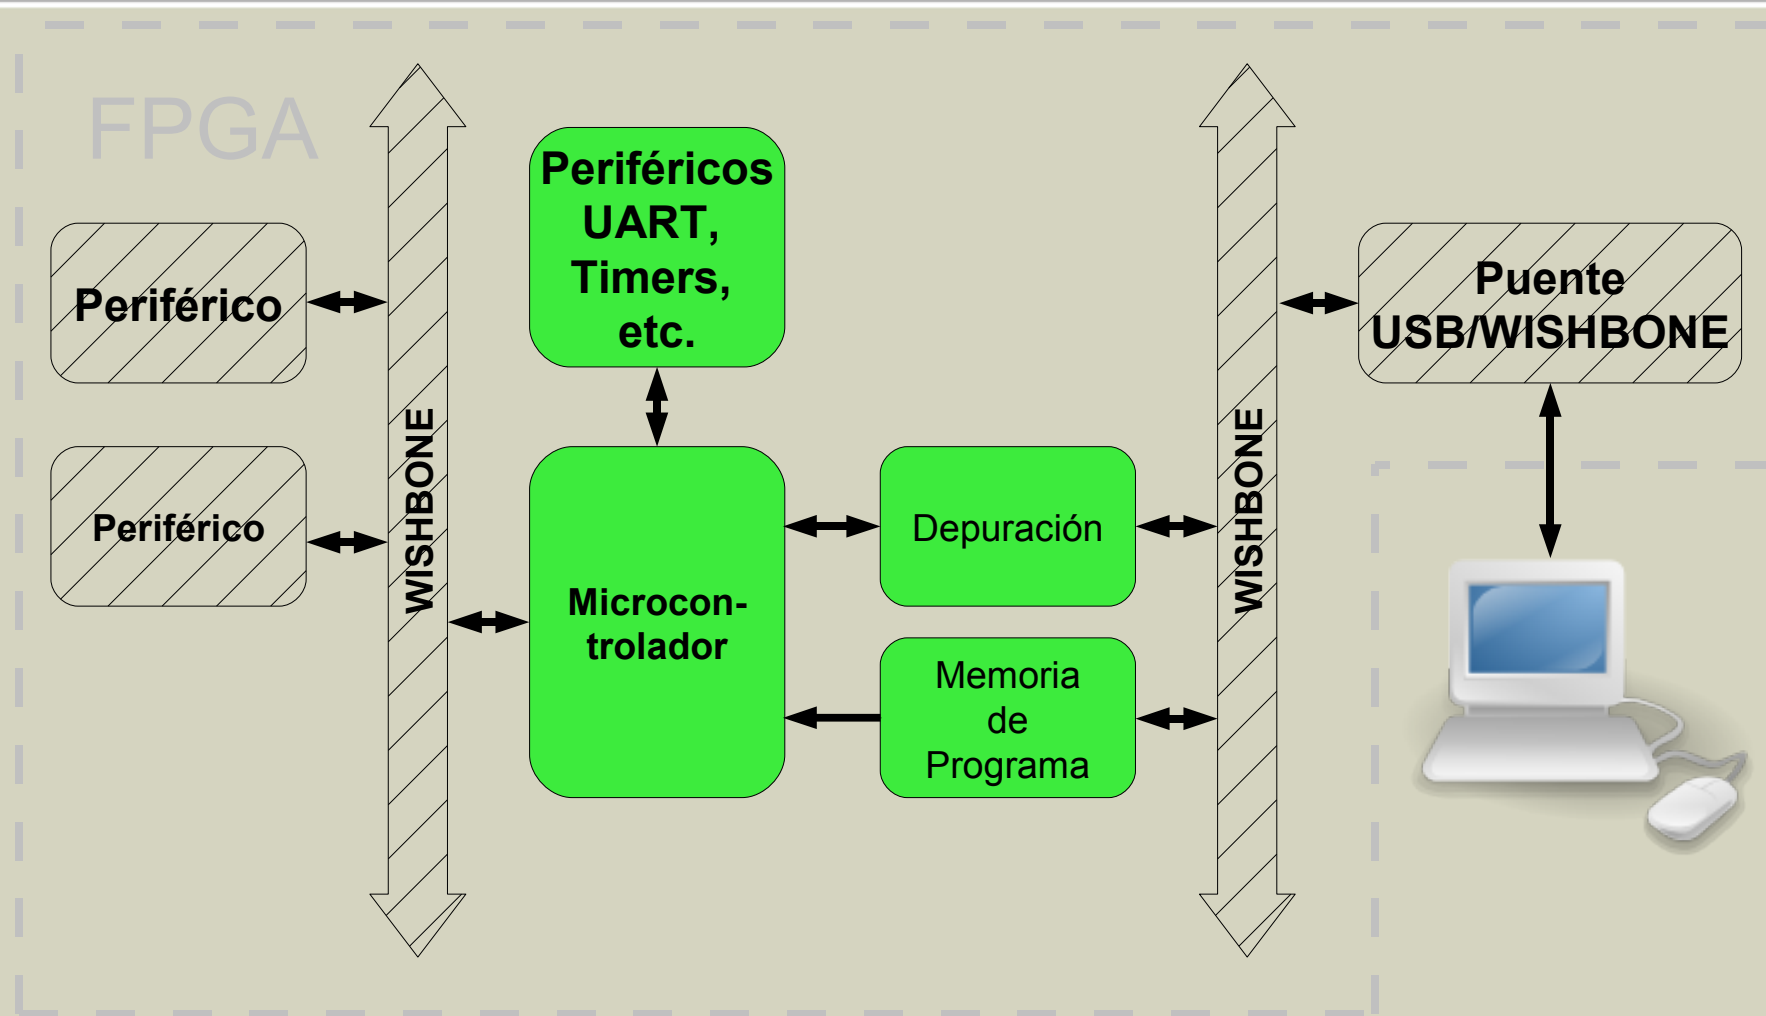 FPGA
Periférico
Periférico
WISHBONE
Periféricos
UART,
Timers,
etc.
Microcon-
trolador
Depuración
Memoria
de
Programa
WISHBONE
Puente
USB/WISHBONE